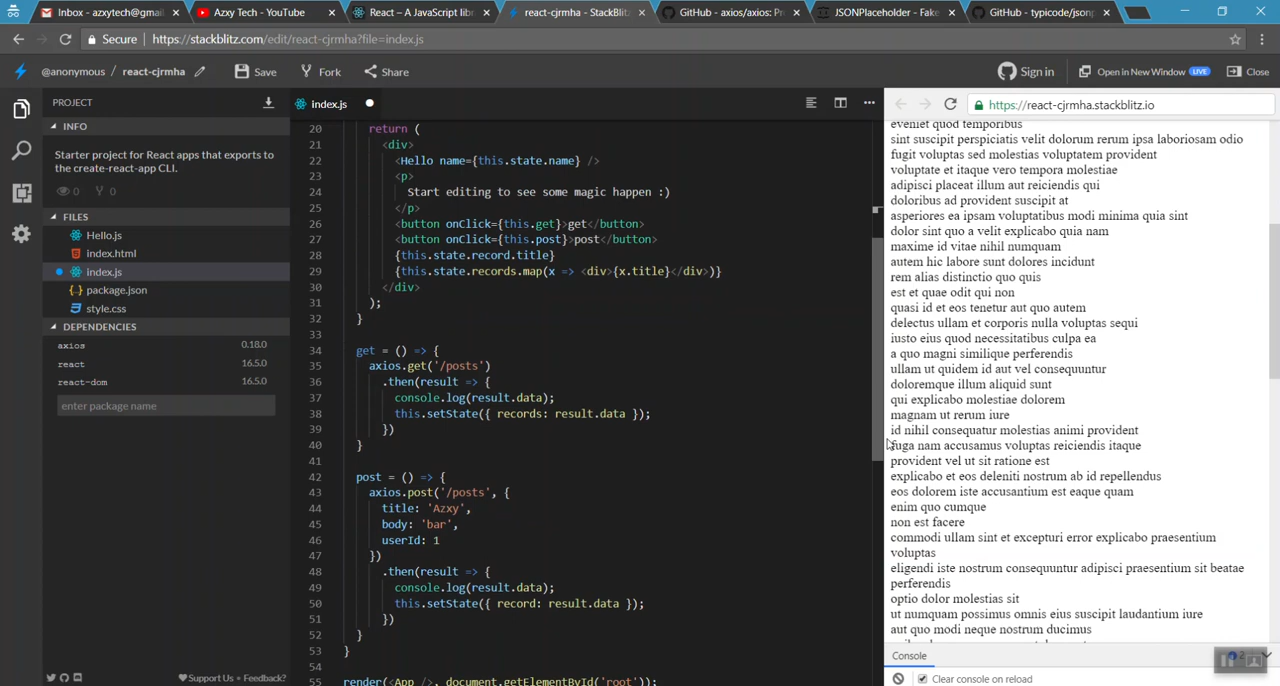 Inbox - azxytech@gmai
Azxy Tech - YouTube
React – A JavaScript libr
react-cjrmha - StackBlitz
GitHub - axios/axios: Pr
JSONPlaceholder - Fake
GitHub - typicode/jsonp
Secure https://stackblitz.com/edit/react-cjrmha?file=index.js
@anonymous / react-cjrmha Save Fork Share Sign in Open in New Window LIVE Close
PROJECT
INFO
Starter project for React apps that exports to
the create-react-app CLI.
0 0
FILES
Hello.js
index.html
index.js
package.json
style.css
DEPENDENCIES
axios 0.18.0
react 16.5.0
react-dom 16.5.0
enter package name
Support Us • Feedback?
index.js
20 return (
21 <div>
22 <Hello name={this.state.name} />
23 <p>
24 Start editing to see some magic happen :)
25 </p>
26 <button onClick={this.get}>get</button>
27 <button onClick={this.post}>post</button>
28 {this.state.record.title}
29 {this.state.records.map(x => <div>{x.title}</div>)}
30 </div>
31 );
32 }
33
34 get = () => {
35 axios.get('/posts')
36 .then(result => {
37 console.log(result.data);
38 this.setState({ records: result.data });
39 })
40 }
41
42 post = () => {
43 axios.post('/posts', {
44 title: 'Azxy',
45 body: 'bar',
46 userId: 1
47 })
48 .then(result => {
49 console.log(result.data);
50 this.setState({ record: result.data });
51 })
52 }
53 }
54
55 render(<App />, document.getElementById('root'));
https://react-cjrmha.stackblitz.io
eveniet quod temporibus
sint suscipit perspiciatis velit dolorum rerum ipsa laboriosam odio
fugit voluptas sed molestias voluptatem provident
voluptate et itaque vero tempora molestiae
adipisci placeat illum aut reiciendis qui
doloribus ad provident suscipit at
asperiores ea ipsam voluptatibus modi minima quia sint
dolor sint quo a velit explicabo quia nam
maxime id vitae nihil numquam
autem hic labore sunt dolores incidunt
rem alias distinctio quo quis
est et quae odit qui non
quasi id et eos tenetur aut quo autem
delectus ullam et corporis nulla voluptas sequi
iusto eius quod necessitatibus culpa ea
a quo magni similique perferendis
ullam ut quidem id aut vel consequuntur
doloremque illum aliquid sunt
qui explicabo molestiae dolorem
magnam ut rerum iure
id nihil consequatur molestias animi provident
fuga nam accusamus voluptas reiciendis itaque
provident vel ut sit ratione est
explicabo et eos deleniti nostrum ab id repellendus
eos dolorem iste accusantium est eaque quam
enim quo cumque
non est facere
commodi ullam sint et excepturi error explicabo praesentium
voluptas
eligendi iste nostrum consequuntur adipisci praesentium sit beatae
perferendis
optio dolor molestias sit
ut numquam possimus omnis eius suscipit laudantium iure
aut quo modi neque nostrum ducimus
Console 2
Clear console on reload